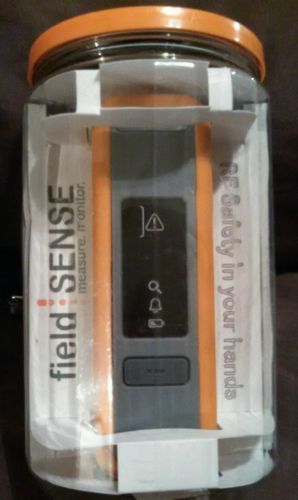 field SENSE
measure. monitor.
RF Safety in your hands